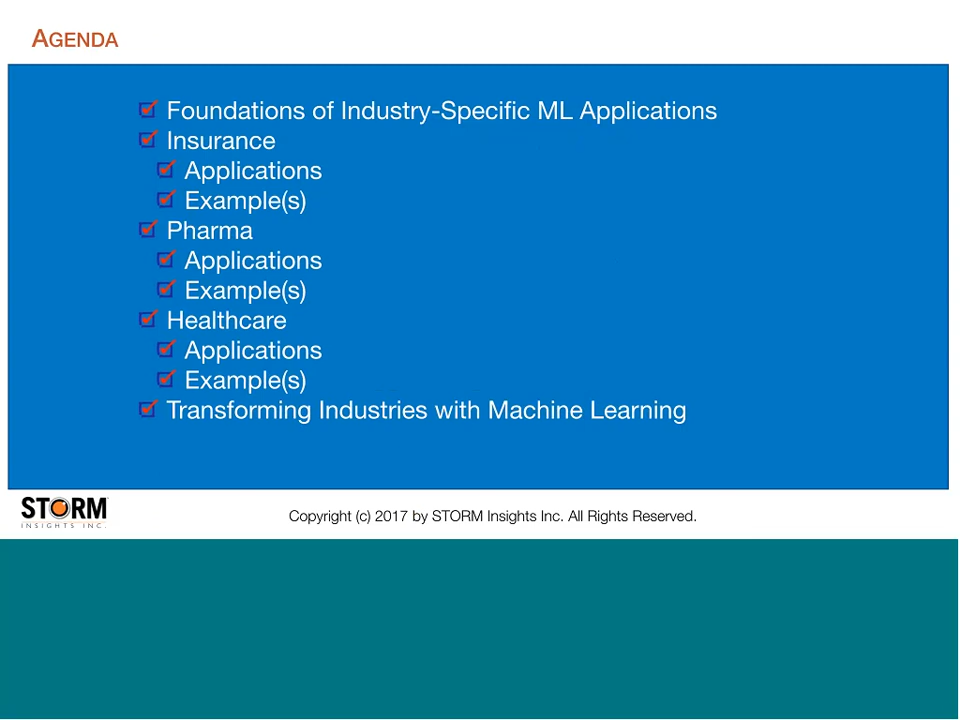 AGENDA
Foundations of Industry-Specific ML Applications
Insurance
Applications
Example(s)
Pharma
Applications
Example(s)
Healthcare
Applications
Example(s)
Transforming Industries with Machine Learning
STORM
INSIGHTS INC.
Copyright (c) 2017 by STORM Insights Inc. All Rights Reserved.